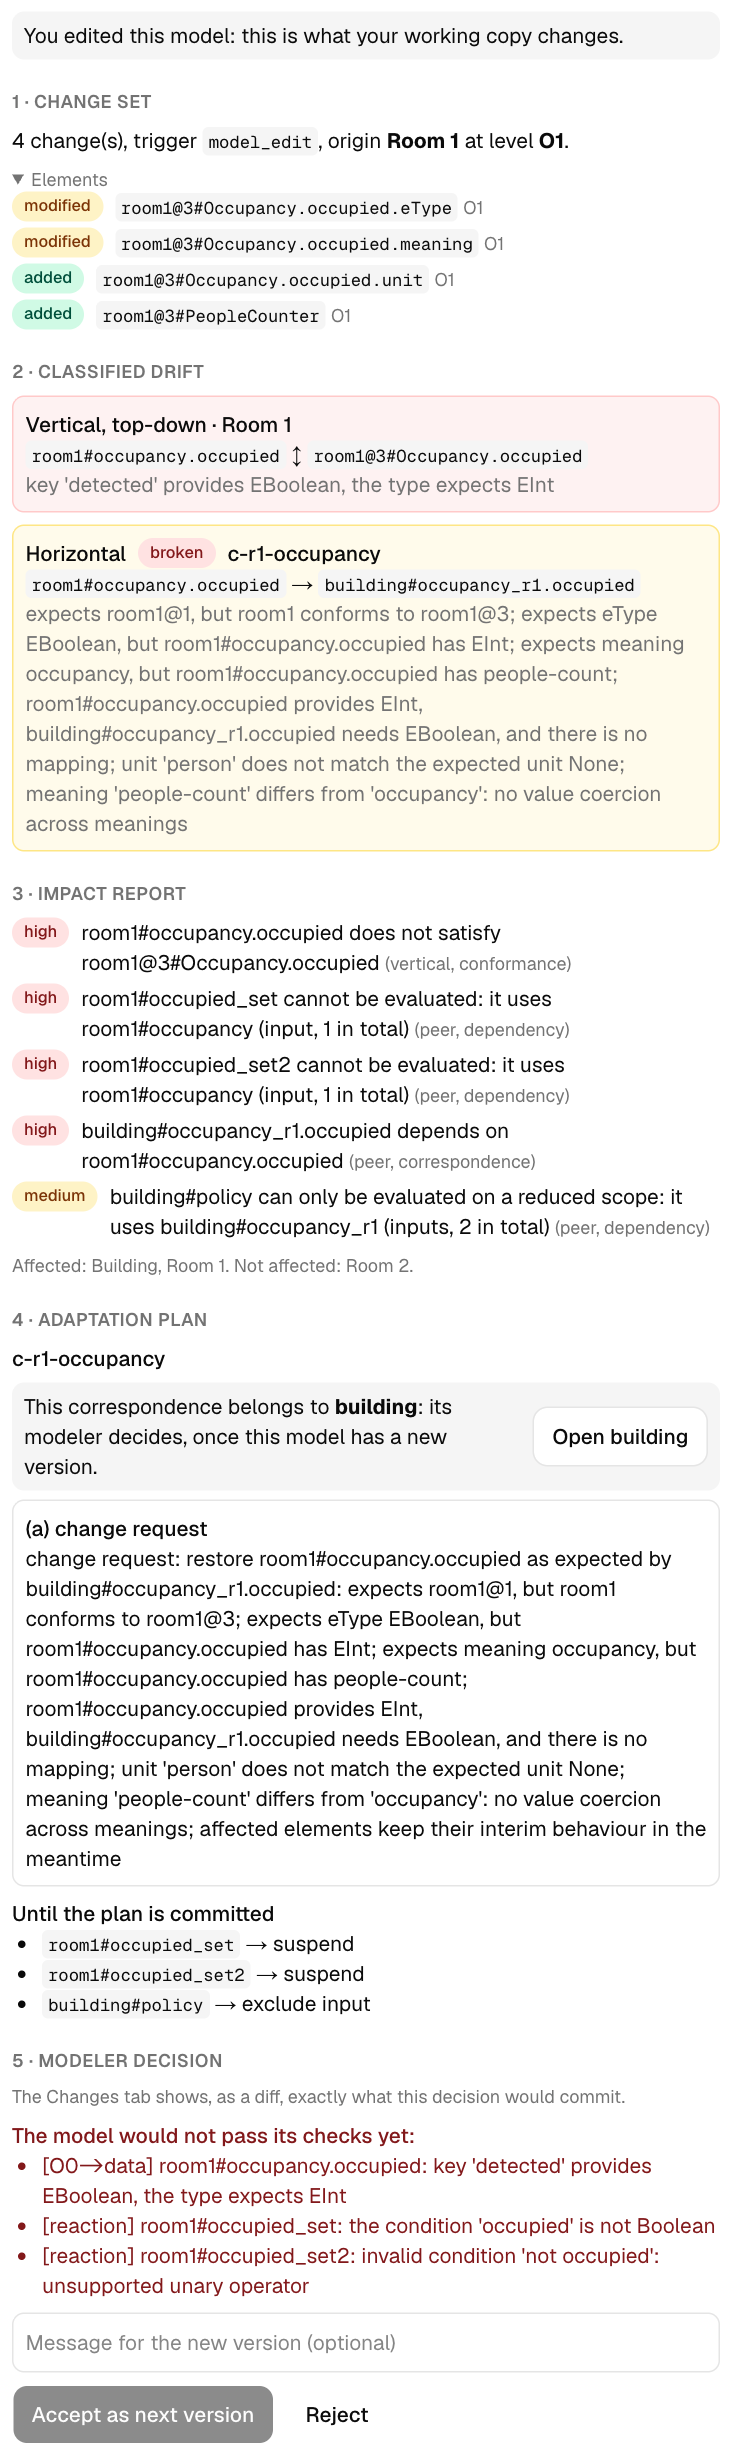 You edited this model: this is what your working copy changes.
1 · CHANGE SET
4 change(s), trigger model_edit, origin Room 1 at level O1.
▼ Elements
modified room1@3#Occupancy.occupied.eType O1
modified room1@3#Occupancy.occupied.meaning O1
added room1@3#Occupancy.occupied.unit O1
added room1@3#PeopleCounter O1
2 · CLASSIFIED DRIFT
Vertical, top-down · Room 1
room1#occupancy.occupied ↕ room1@3#Occupancy.occupied
key 'detected' provides EBoolean, the type expects EInt
Horizontal broken c-r1-occupancy
room1#occupancy.occupied → building#occupancy_r1.occupied
expects room1@1, but room1 conforms to room1@3; expects eType
EBoolean, but room1#occupancy.occupied has EInt; expects meaning
occupancy, but room1#occupancy.occupied has people-count;
room1#occupancy.occupied provides EInt,
building#occupancy_r1.occupied needs EBoolean, and there is no
mapping; unit 'person' does not match the expected unit None;
meaning 'people-count' differs from 'occupancy': no value coercion
across meanings
3 · IMPACT REPORT
high room1#occupancy.occupied does not satisfy
room1@3#Occupancy.occupied (vertical, conformance)
high room1#occupied_set cannot be evaluated: it uses
room1#occupancy (input, 1 in total) (peer, dependency)
high room1#occupied_set2 cannot be evaluated: it uses
room1#occupancy (input, 1 in total) (peer, dependency)
high building#occupancy_r1.occupied depends on
room1#occupancy.occupied (peer, correspondence)
medium building#policy can only be evaluated on a reduced scope: it
uses building#occupancy_r1 (inputs, 2 in total) (peer, dependency)
Affected: Building, Room 1. Not affected: Room 2.
4 · ADAPTATION PLAN
c-r1-occupancy
This correspondence belongs to building: its
modeler decides, once this model has a new
version.
Open building
(a) change request
change request: restore room1#occupancy.occupied as expected by
building#occupancy_r1.occupied: expects room1@1, but room1
conforms to room1@3; expects eType EBoolean, but
room1#occupancy.occupied has EInt; expects meaning occupancy, but
room1#occupancy.occupied has people-count;
room1#occupancy.occupied provides EInt,
building#occupancy_r1.occupied needs EBoolean, and there is no
mapping; unit 'person' does not match the expected unit None;
meaning 'people-count' differs from 'occupancy': no value coercion
across meanings; affected elements keep their interim behaviour in the
meantime
Until the plan is committed
• room1#occupied_set → suspend
• room1#occupied_set2 → suspend
• building#policy → exclude input
5 · MODELER DECISION
The Changes tab shows, as a diff, exactly what this decision would commit.
The model would not pass its checks yet:
• [O0→data] room1#occupancy.occupied: key 'detected' provides
EBoolean, the type expects EInt
• [reaction] room1#occupied_set: the condition 'occupied' is not Boolean
• [reaction] room1#occupied_set2: invalid condition 'not occupied':
unsupported unary operator
Message for the new version (optional)
Accept as next version Reject